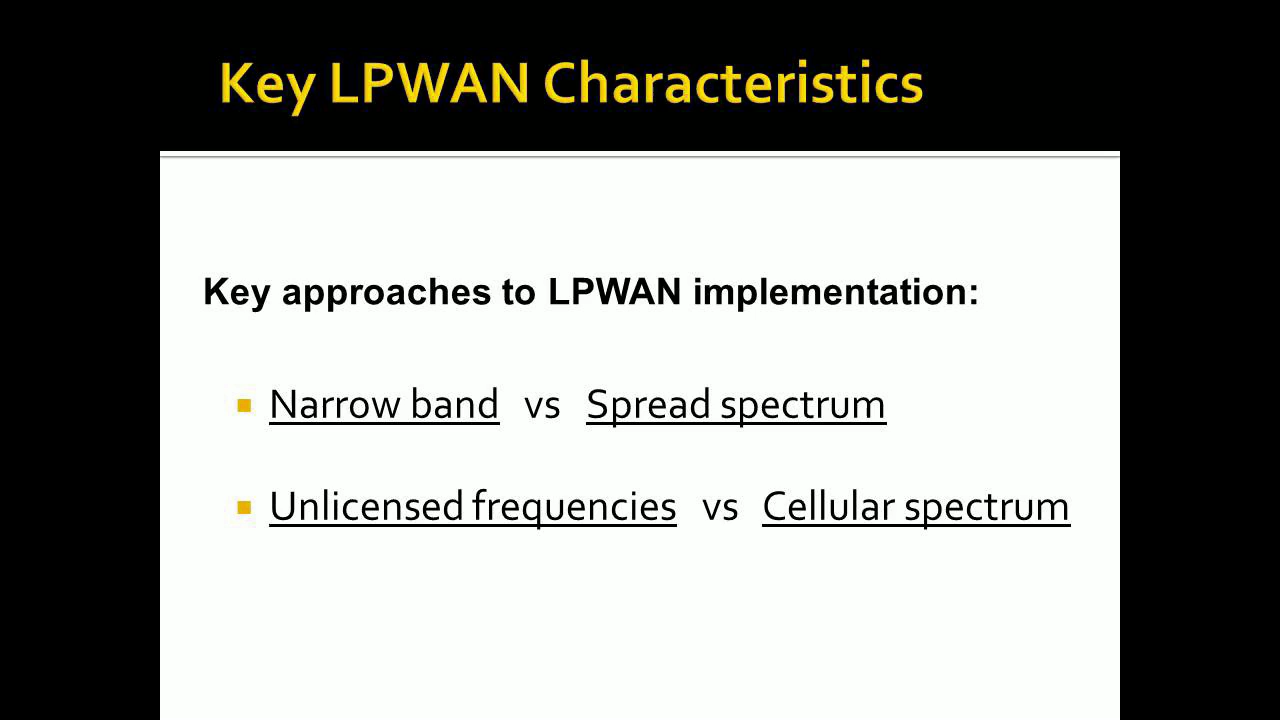 Key LPWAN Characteristics
Key approaches to LPWAN implementation:
Narrow band vs Spread spectrum
Unlicensed frequencies vs Cellular spectrum